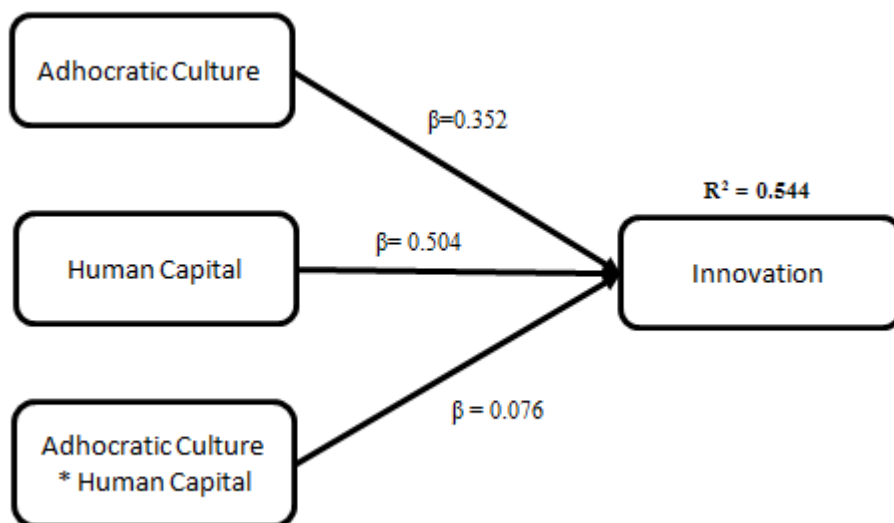 Adhocratic Culture
β=0.352
R² = 0.544
Human Capital
β= 0.504
Innovation
β = 0.076
Adhocratic Culture
* Human Capital